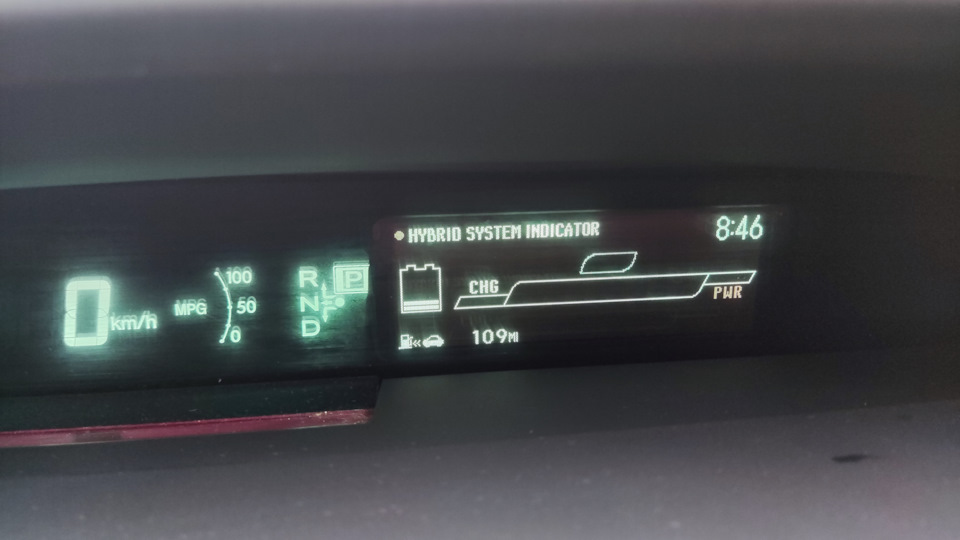 HYBRID SYSTEM INDICATOR 8:46
0 km/h
MPG
100
50
0
R
N
D
P
CHG
PWR
109MI